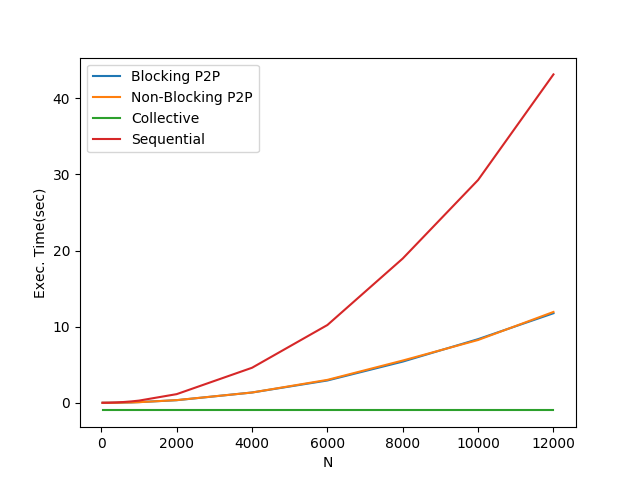 Blocking P2P
Non-Blocking P2P
Collective
Sequential
Exec. Time(sec)
40
30
20
10
0
0 2000 4000 6000 8000 10000 12000
N